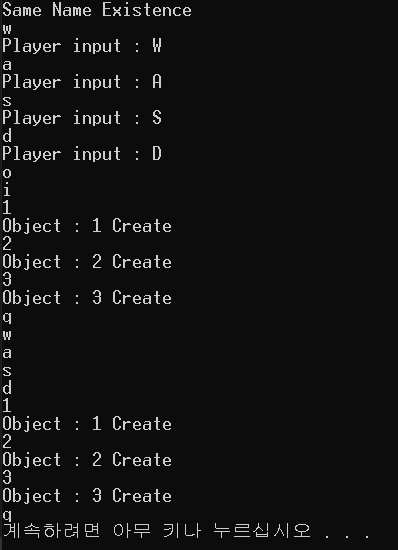 Same Name Existence
w
Player input : W
a
Player input : A
s
Player input : S
d
Player input : D
o
i
1
Object : 1 Create
2
Object : 2 Create
3
Object : 3 Create
q
w
a
s
d
1
Object : 1 Create
2
Object : 2 Create
3
Object : 3 Create
q
계속하려면 아무 키나 누르십시오 . . .